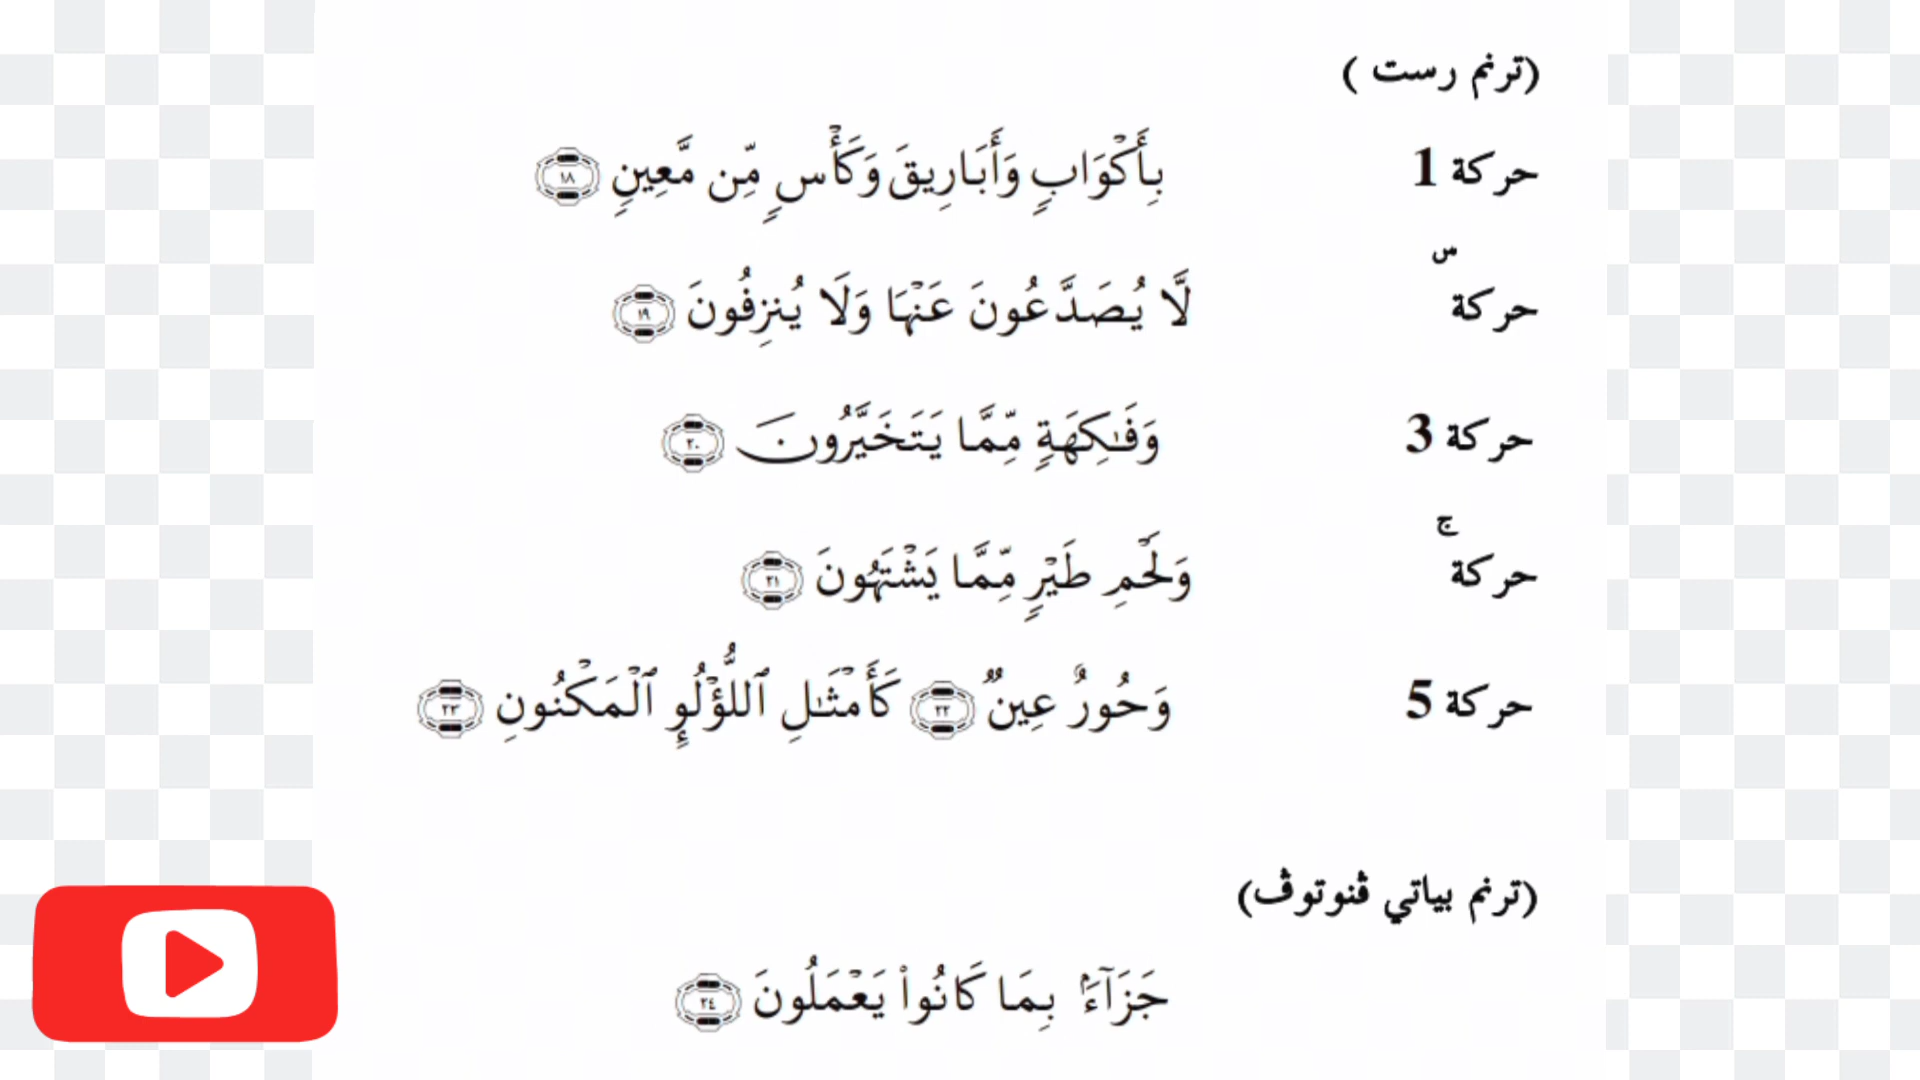 (ترنم رست )
حركة 1 بِأَكْوَابٍ وَأَبَارِيقَ وَكَأْسٍ مِّن مَّعِينٍ ١٨
حركة س لَّا يُصَدَّعُونَ عَنْهَا وَلَا يُنزِفُونَ ١٩
حركة 3 وَفَٰكِهَةٍ مِّمَّا يَتَخَيَّرُونَ ٢٠
حركة ج وَلَحْمِ طَيْرٍ مِّمَّا يَشْتَهُونَ ٢١
حركة 5 وَحُورٌ عِينٌ ٢٢ كَأَمْثَٰلِ ٱللُّؤْلُؤِ ٱلْمَكْنُونِ ٢٣
(ترنم بياتي ڤنوتوڤ)
جَزَآءًۢ بِمَا كَانُوا۟ يَعْمَلُونَ ٢٤